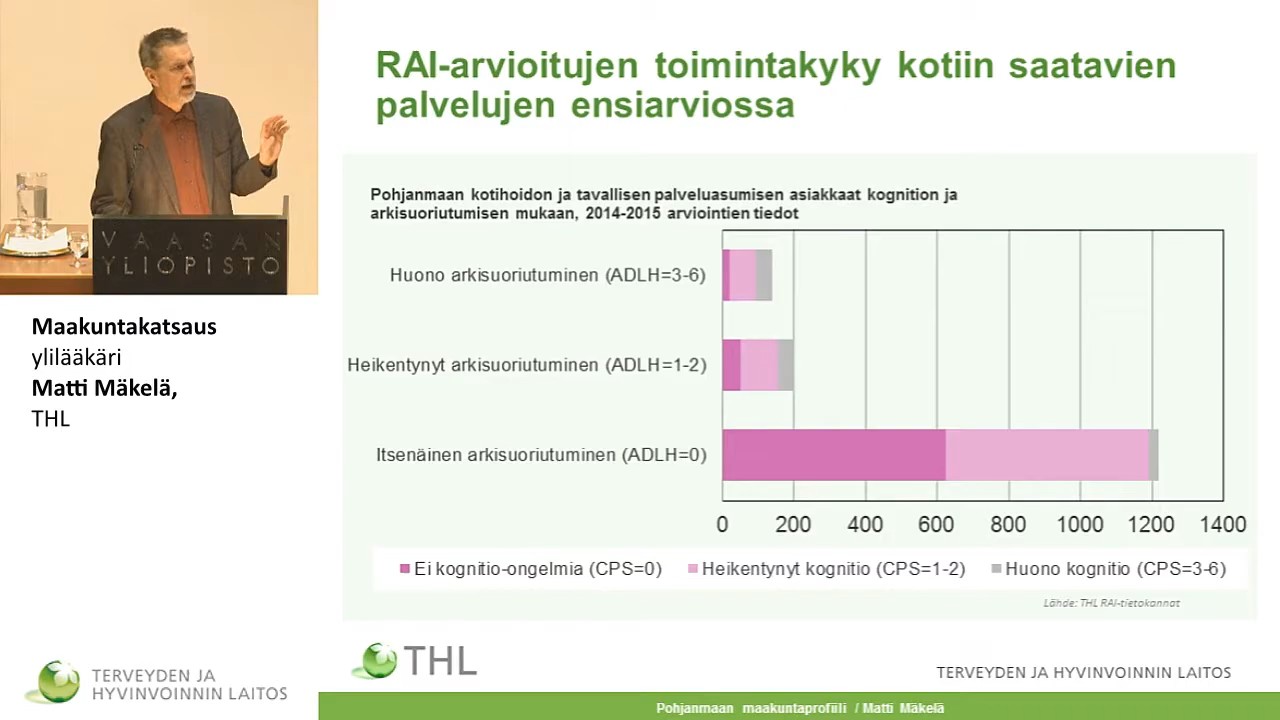 RAI-arvioitujen toimintakyky kotiin saatavien
palvelujen ensiarviossa
VAASAN
YLIOPISTO
Maakuntakatsaus
ylilääkäri
Matti Mäkelä,
THL
Pohjanmaan kotihoidon ja tavallisen palveluasumisen asiakkaat kognition ja
arkisuoriutumisen mukaan, 2014-2015 arviointien tiedot
Huono arkisuoriutuminen (ADLH=3-6)
Heikentynyt arkisuoriutuminen (ADLH=1-2)
Itsenäinen arkisuoriutuminen (ADLH=0)
0 200 400 600 800 1000 1200 1400
Ei kognitio-ongelmia (CPS=0) Heikentynyt kognitio (CPS=1-2) Huono kognitio (CPS=3-6)
Lähde: THL RAI-tietokannat
THL
TERVEYDEN JA HYVINVOINNIN LAITOS
TERVEYDEN JA
HYVINVOINNIN LAITOS
Pohjanmaan maakuntaprofiili / Matti Mäkelä